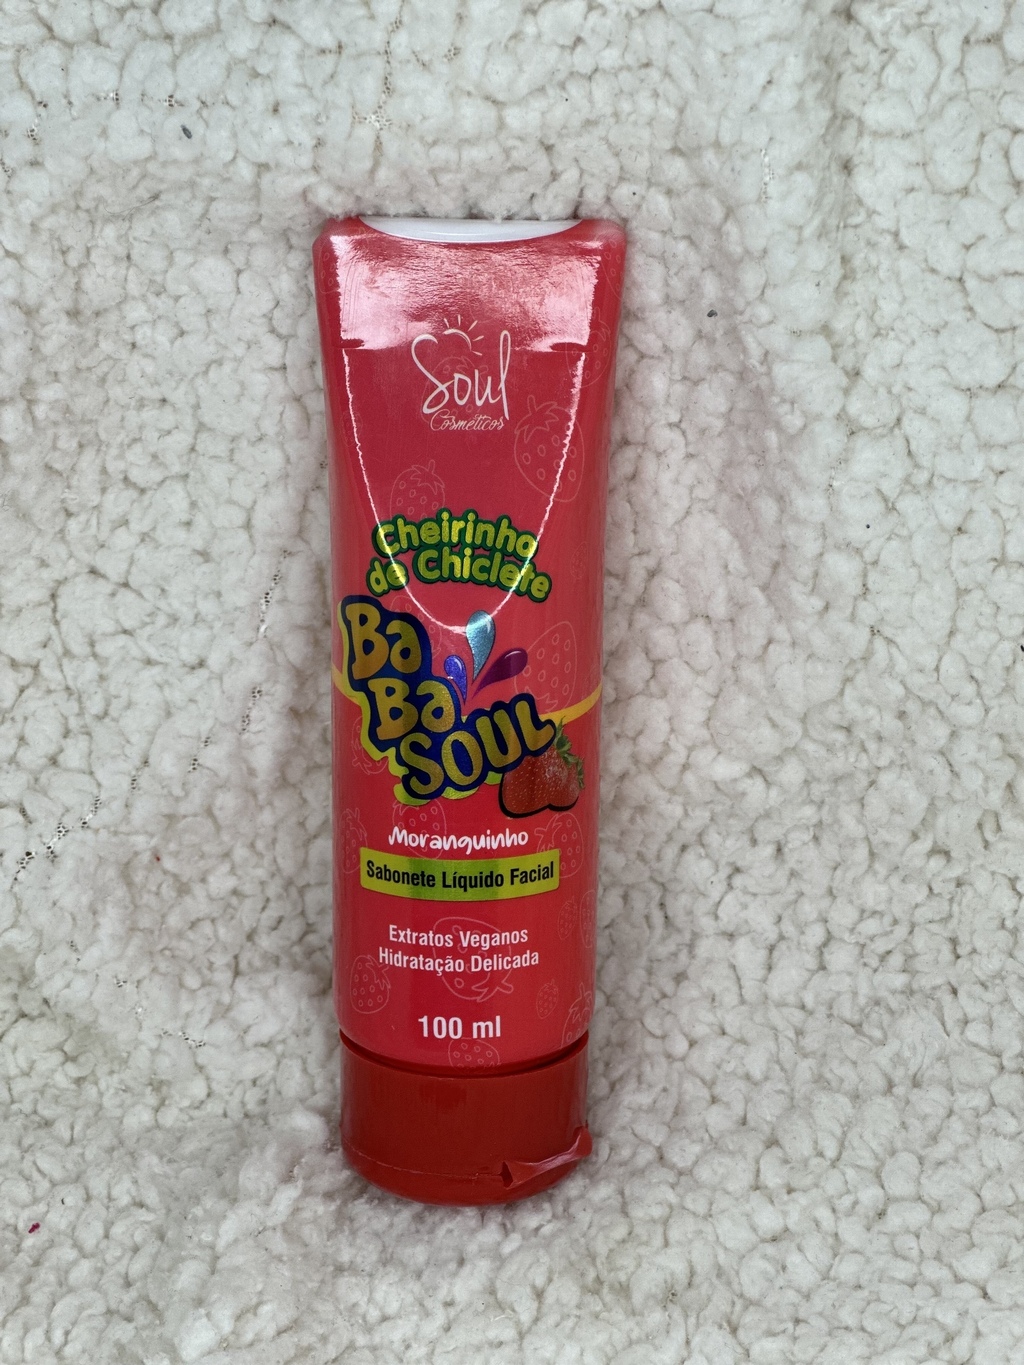 Soul
Cosméticos
Cheirinho
de Chiclete
Ba
Ba
SOUL
Moranguinho
Sabonete Líquido Facial
Extratos Veganos
Hidratação Delicada
100 ml